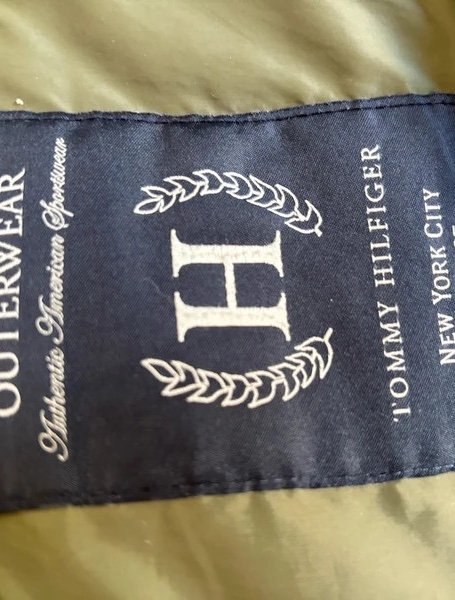 OUTERWEAR
Authentic American Sportswear
H
TOMMY HILFIGER
NEW YORK CITY